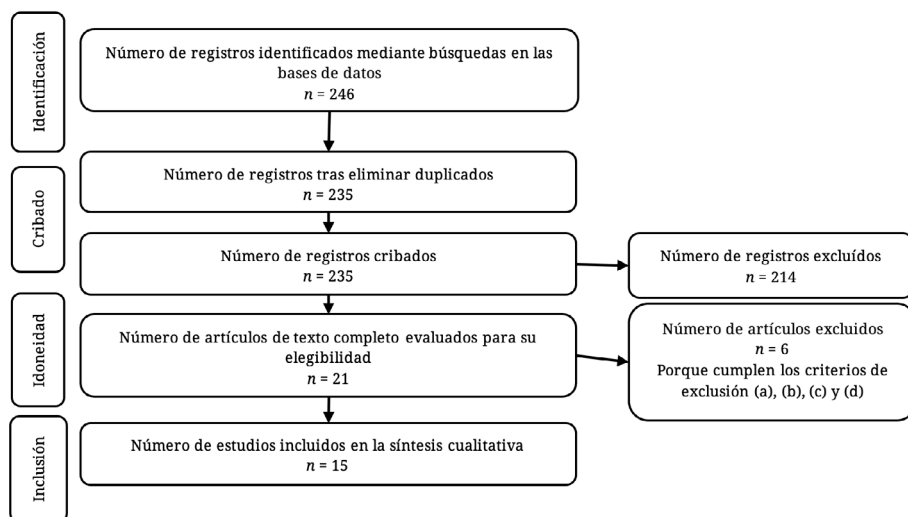 Identificación
Número de registros identificados mediante búsquedas en las
bases de datos
n = 246
Cribado
Número de registros tras eliminar duplicados
n = 235
Número de registros cribados
n = 235
Número de registros excluídos
n = 214
Idoneidad
Número de artículos de texto completo evaluados para su
elegibilidad
n = 21
Número de artículos excluidos
n = 6
Porque cumplen los criterios de
exclusión (a), (b), (c) y (d)
Inclusión
Número de estudios incluidos en la síntesis cualitativa
n = 15